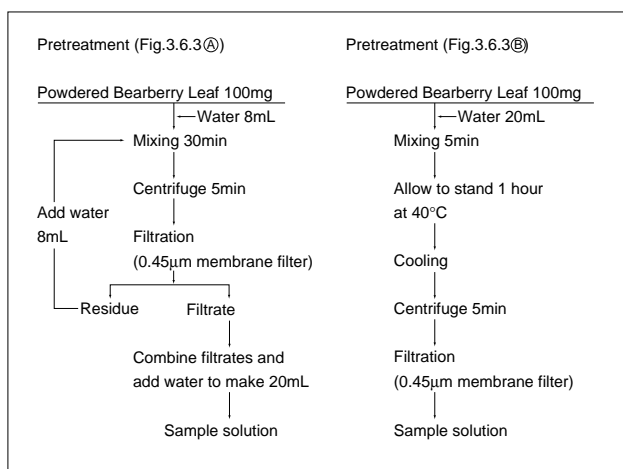 Pretreatment (Fig.3.6.3Ⓐ)
Powdered Bearberry Leaf 100mg
Water 8mL
Mixing 30min
Centrifuge 5min
Add water
8mL
Filtration
(0.45µm membrane filter)
Residue
Filtrate
Combine filtrates and
add water to make 20mL
Sample solution
Pretreatment (Fig.3.6.3Ⓑ)
Powdered Bearberry Leaf 100mg
Water 20mL
Mixing 5min
Allow to stand 1 hour
at 40°C
Cooling
Centrifuge 5min
Filtration
(0.45µm membrane filter)
Sample solution